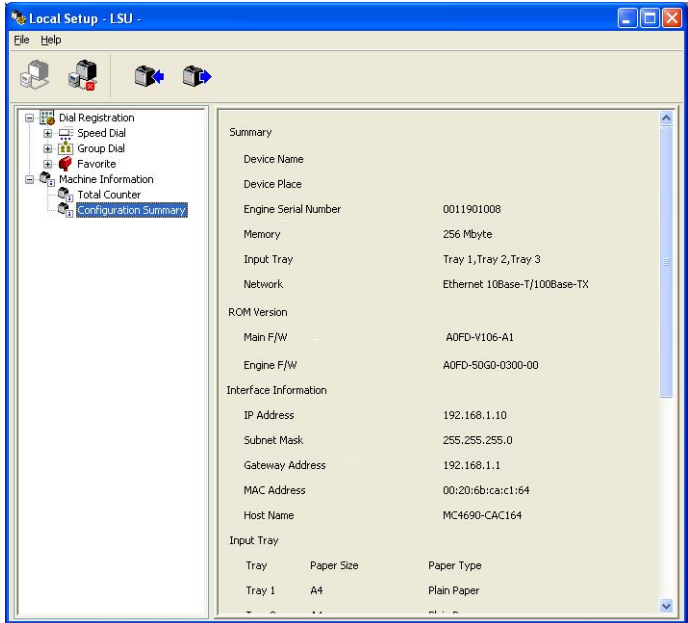 Local Setup - LSU -
File Help
Dial Registration
Speed Dial
Group Dial
Favorite
Machine Information
Total Counter
Configuration Summary
Summary
Device Name
Device Place
Engine Serial Number 0011901008
Memory 256 Mbyte
Input Tray Tray 1,Tray 2,Tray 3
Network Ethernet 10Base-T/100Base-TX
ROM Version
Main F/W A0FD-V106-A1
Engine F/W A0FD-50G0-0300-00
Interface Information
IP Address 192.168.1.10
Subnet Mask 255.255.255.0
Gateway Address 192.168.1.1
MAC Address 00:20:6b:ca:c1:64
Host Name MC4690-CAC164
Input Tray
Tray Paper Size Paper Type
Tray 1 A4 Plain Paper